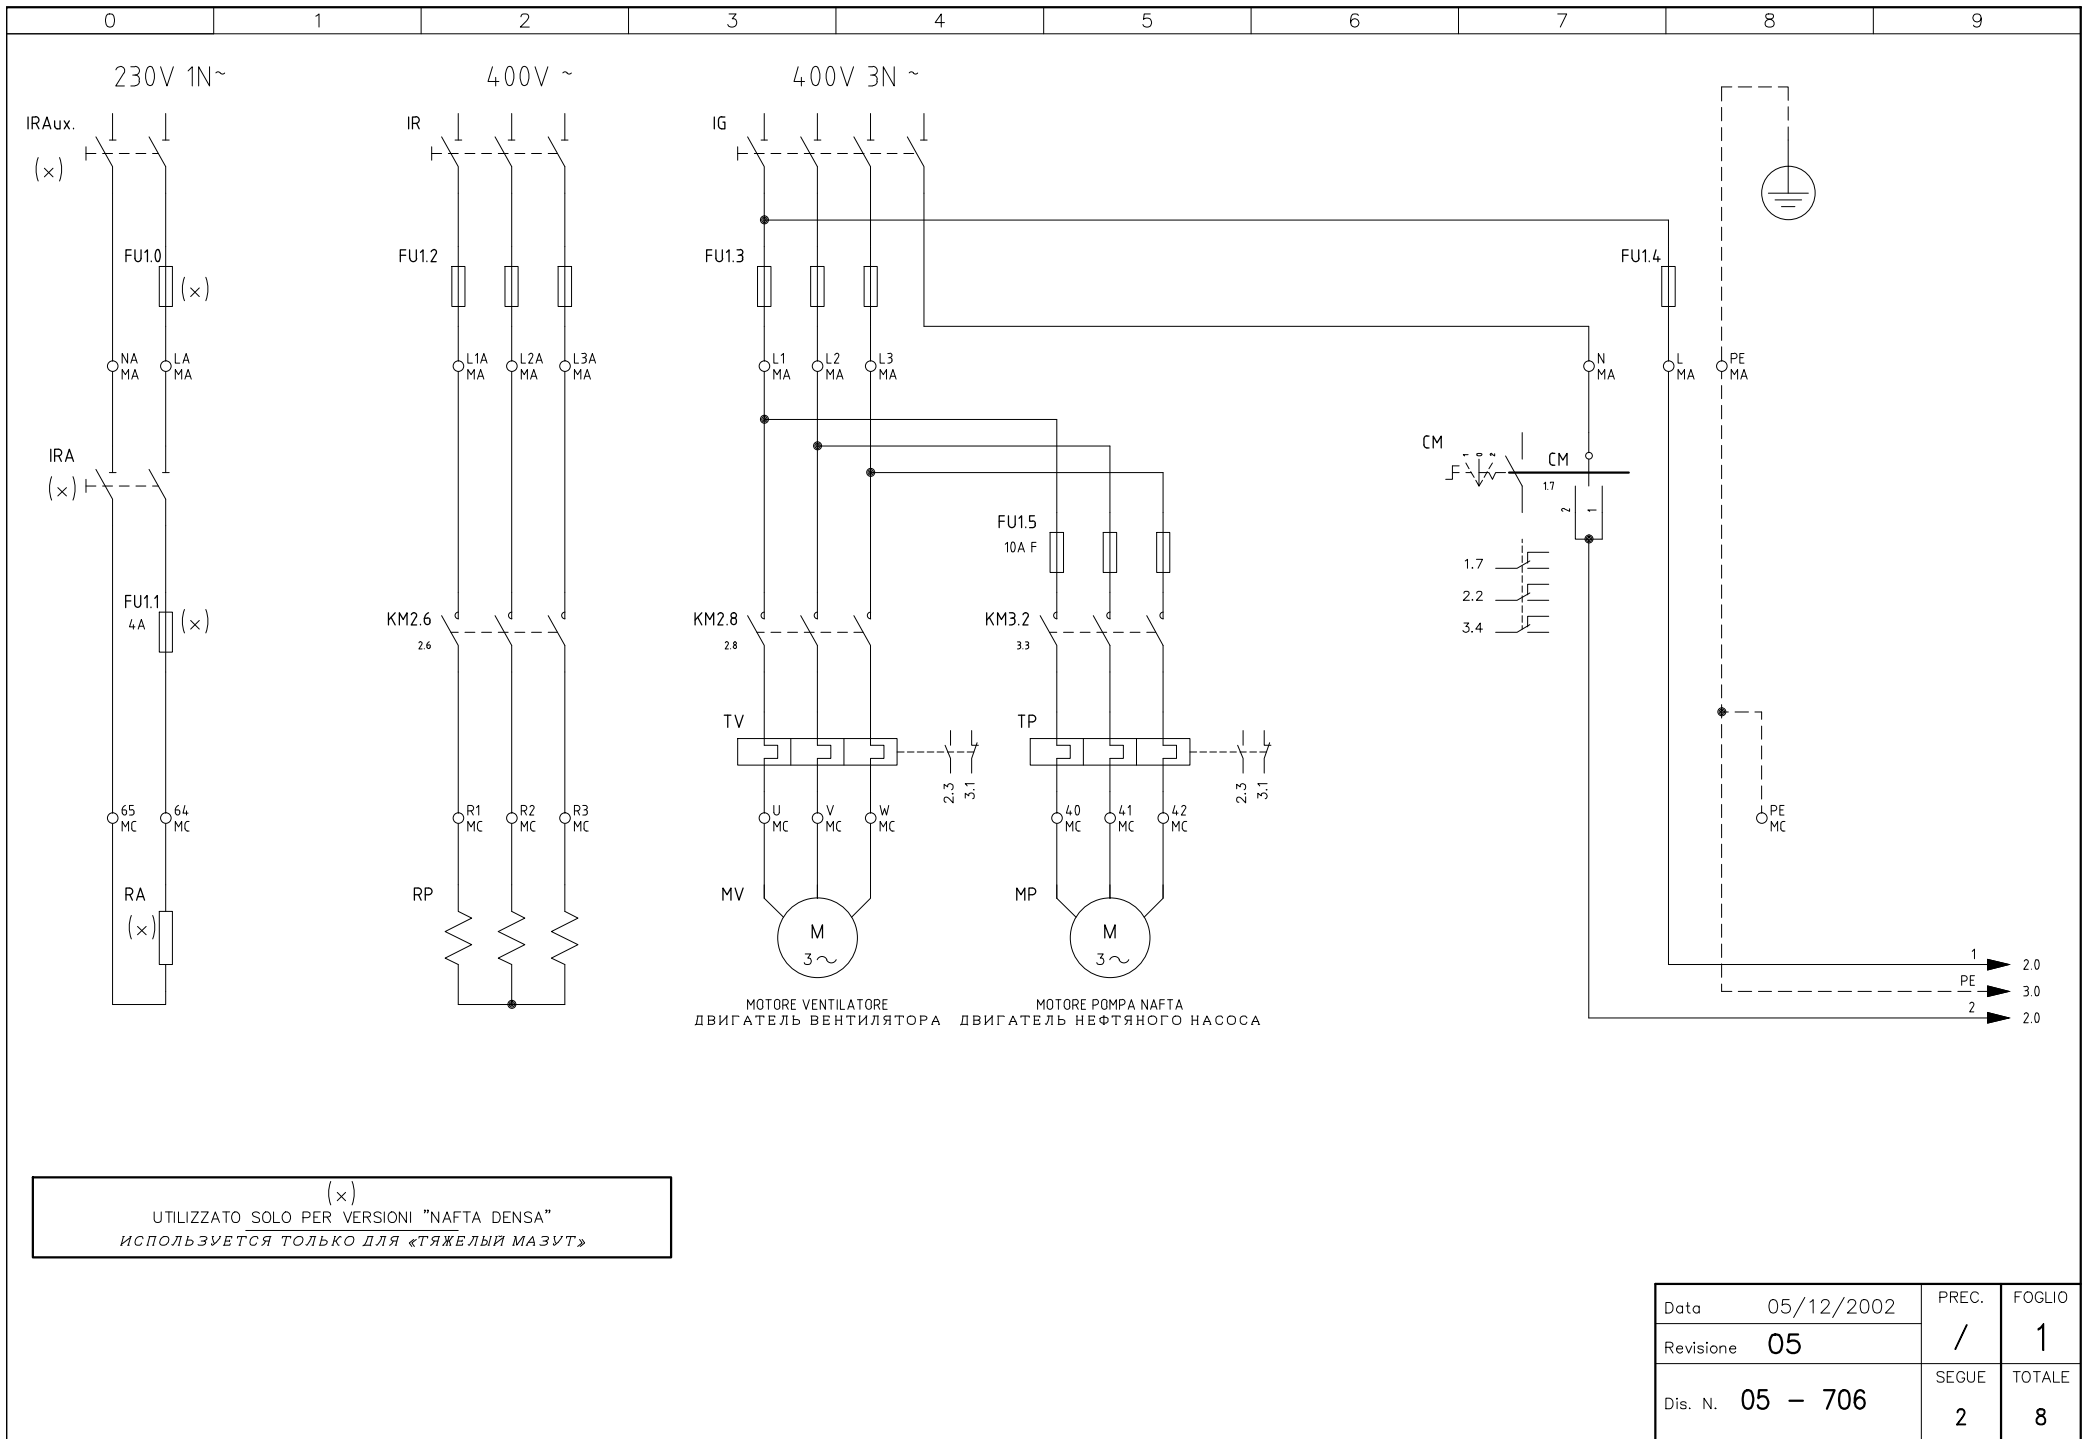 0 1 2 3 4 5 6 7 8 9
230V 1N~ 400V ~ 400V 3N ~
IRAux. IR IG
(x)
FU1.0 FU1.2 FU1.3 FU1.4
(x)
NA LA L1A L2A L3A L1 L2 L3 N L PE
MA MA MA MA MA MA MA MA MA MA MA
CM
1 0 2
CM
1.7
2 1
IRA
(x)
FU1.5
10A F
1.7
2.2
3.4
FU1.1
4A (x)
KM2.6 KM2.8 KM3.2
2.6 2.8 3.3
TV TP
2.3 3.1 2.3 3.1
65 64 R1 R2 R3 U V W 40 41 42 PE
MC MC MC MC MC MC MC MC MC MC MC MC
RA RP MV MP
(x)
M M
3~ 3~
1 2.0
PE 3.0
2 2.0
MOTORE VENTILATORE MOTORE POMPA NAFTA
ДВИГАТЕЛЬ ВЕНТИЛЯТОРА ДВИГАТЕЛЬ НЕФТЯНОГО НАСОСА
(x)
UTILIZZATO SOLO PER VERSIONI "NAFTA DENSA"
ИСПОЛЬЗУЕТСЯ ТОЛЬКО ДЛЯ «ТЯЖЕЛЫЙ МАЗУТ»
Data 05/12/2002 PREC. FOGLIO
Revisione 05 / 1
SEGUE TOTALE
Dis. N. 05 - 706 2 8